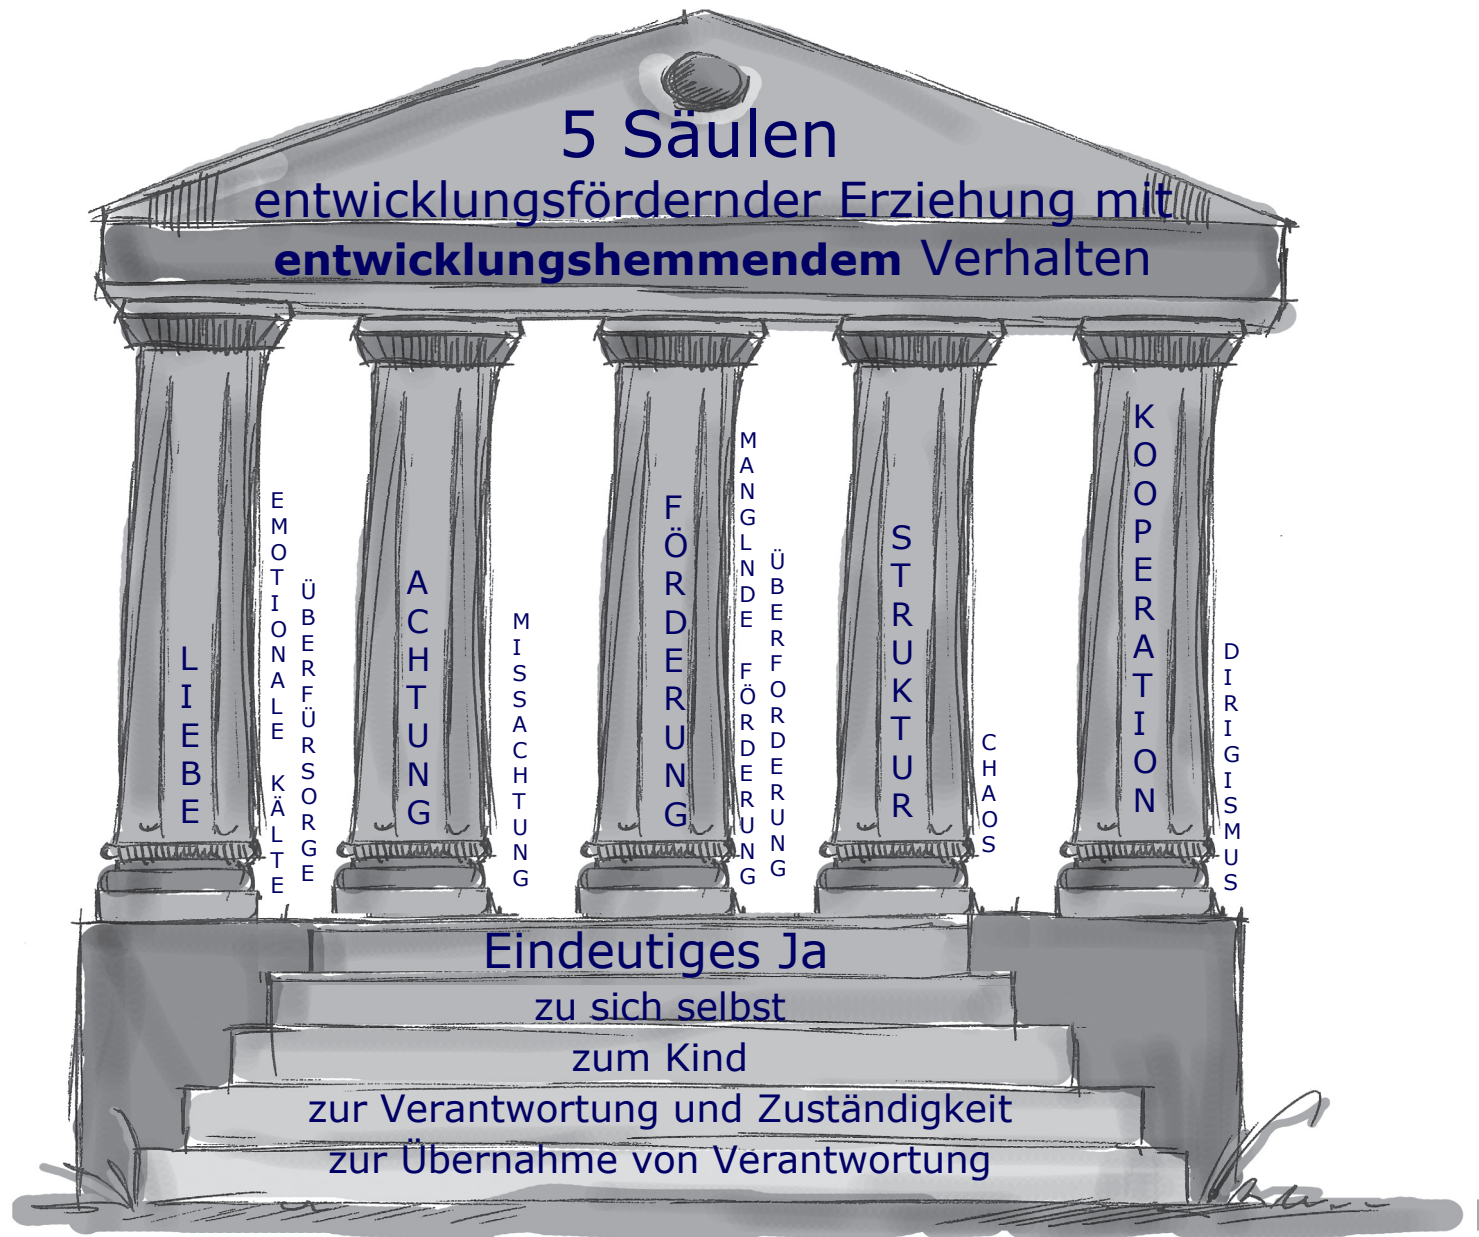 5 Säulen
entwicklungsfördernder Erziehung mit
entwicklungshemmendem Verhalten
LIEBE
EMOTIONALE KÄLTE
ÜBERFÜRSORGE
ACHTUNG
MISSACHTUNG
FÖRDERUNG
MANGLNDE FÖRDERUNG
ÜBERFORDERUNG
STRUKTUR
CHAOS
KOOPERATION
DIRIGISMUS
Eindeutiges Ja
zu sich selbst
zum Kind
zur Verantwortung und Zuständigkeit
zur Übernahme von Verantwortung